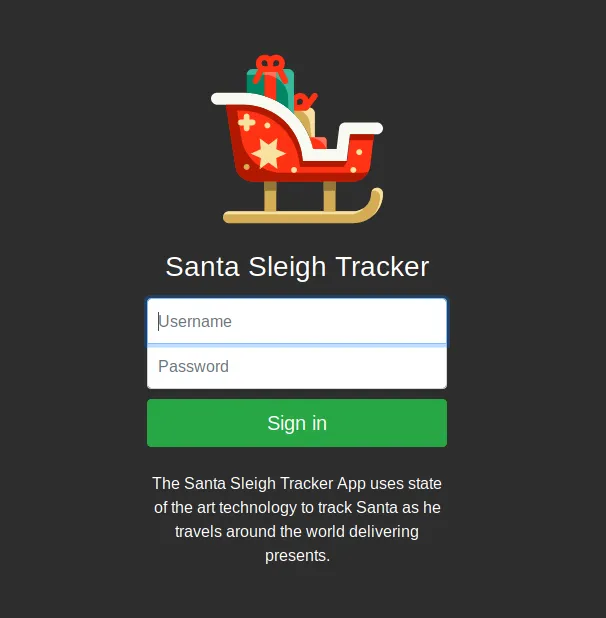 Santa Sleigh Tracker
Username
Password
Sign in
The Santa Sleigh Tracker App uses state
of the art technology to track Santa as he
travels around the world delivering
presents.